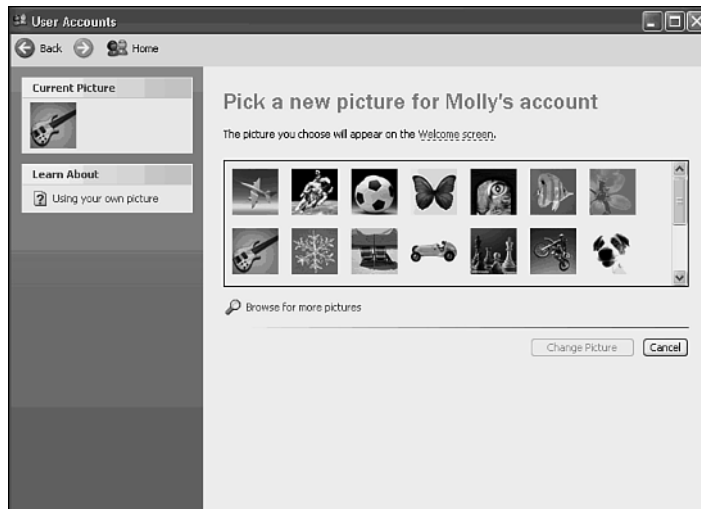 User Accounts
Back Home
Current Picture
Learn About
? Using your own picture
Pick a new picture for Molly's account
The picture you choose will appear on the Welcome screen.
Browse for more pictures
Change Picture Cancel